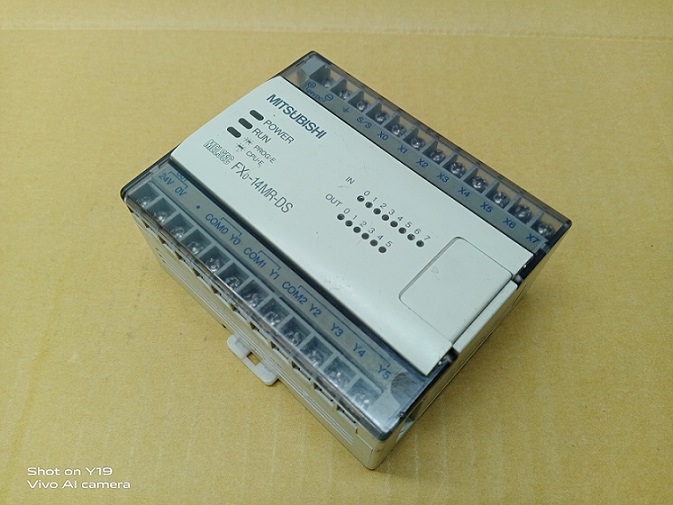 MITSUBISHI
POWER
RUN
PROG-E
CPU-E
MELSEC FX0-14MR-DS
IN
0 1 2 3 4 5 6 7
OUT
0 1 2 3 4 5
S/S X0 X1 X2 X3 X4 X5 X6 X7
24V 0V COM0 Y0 COM1 Y1 COM2 Y2 Y3 Y4 Y5
Shot on Y19
Vivo AI camera